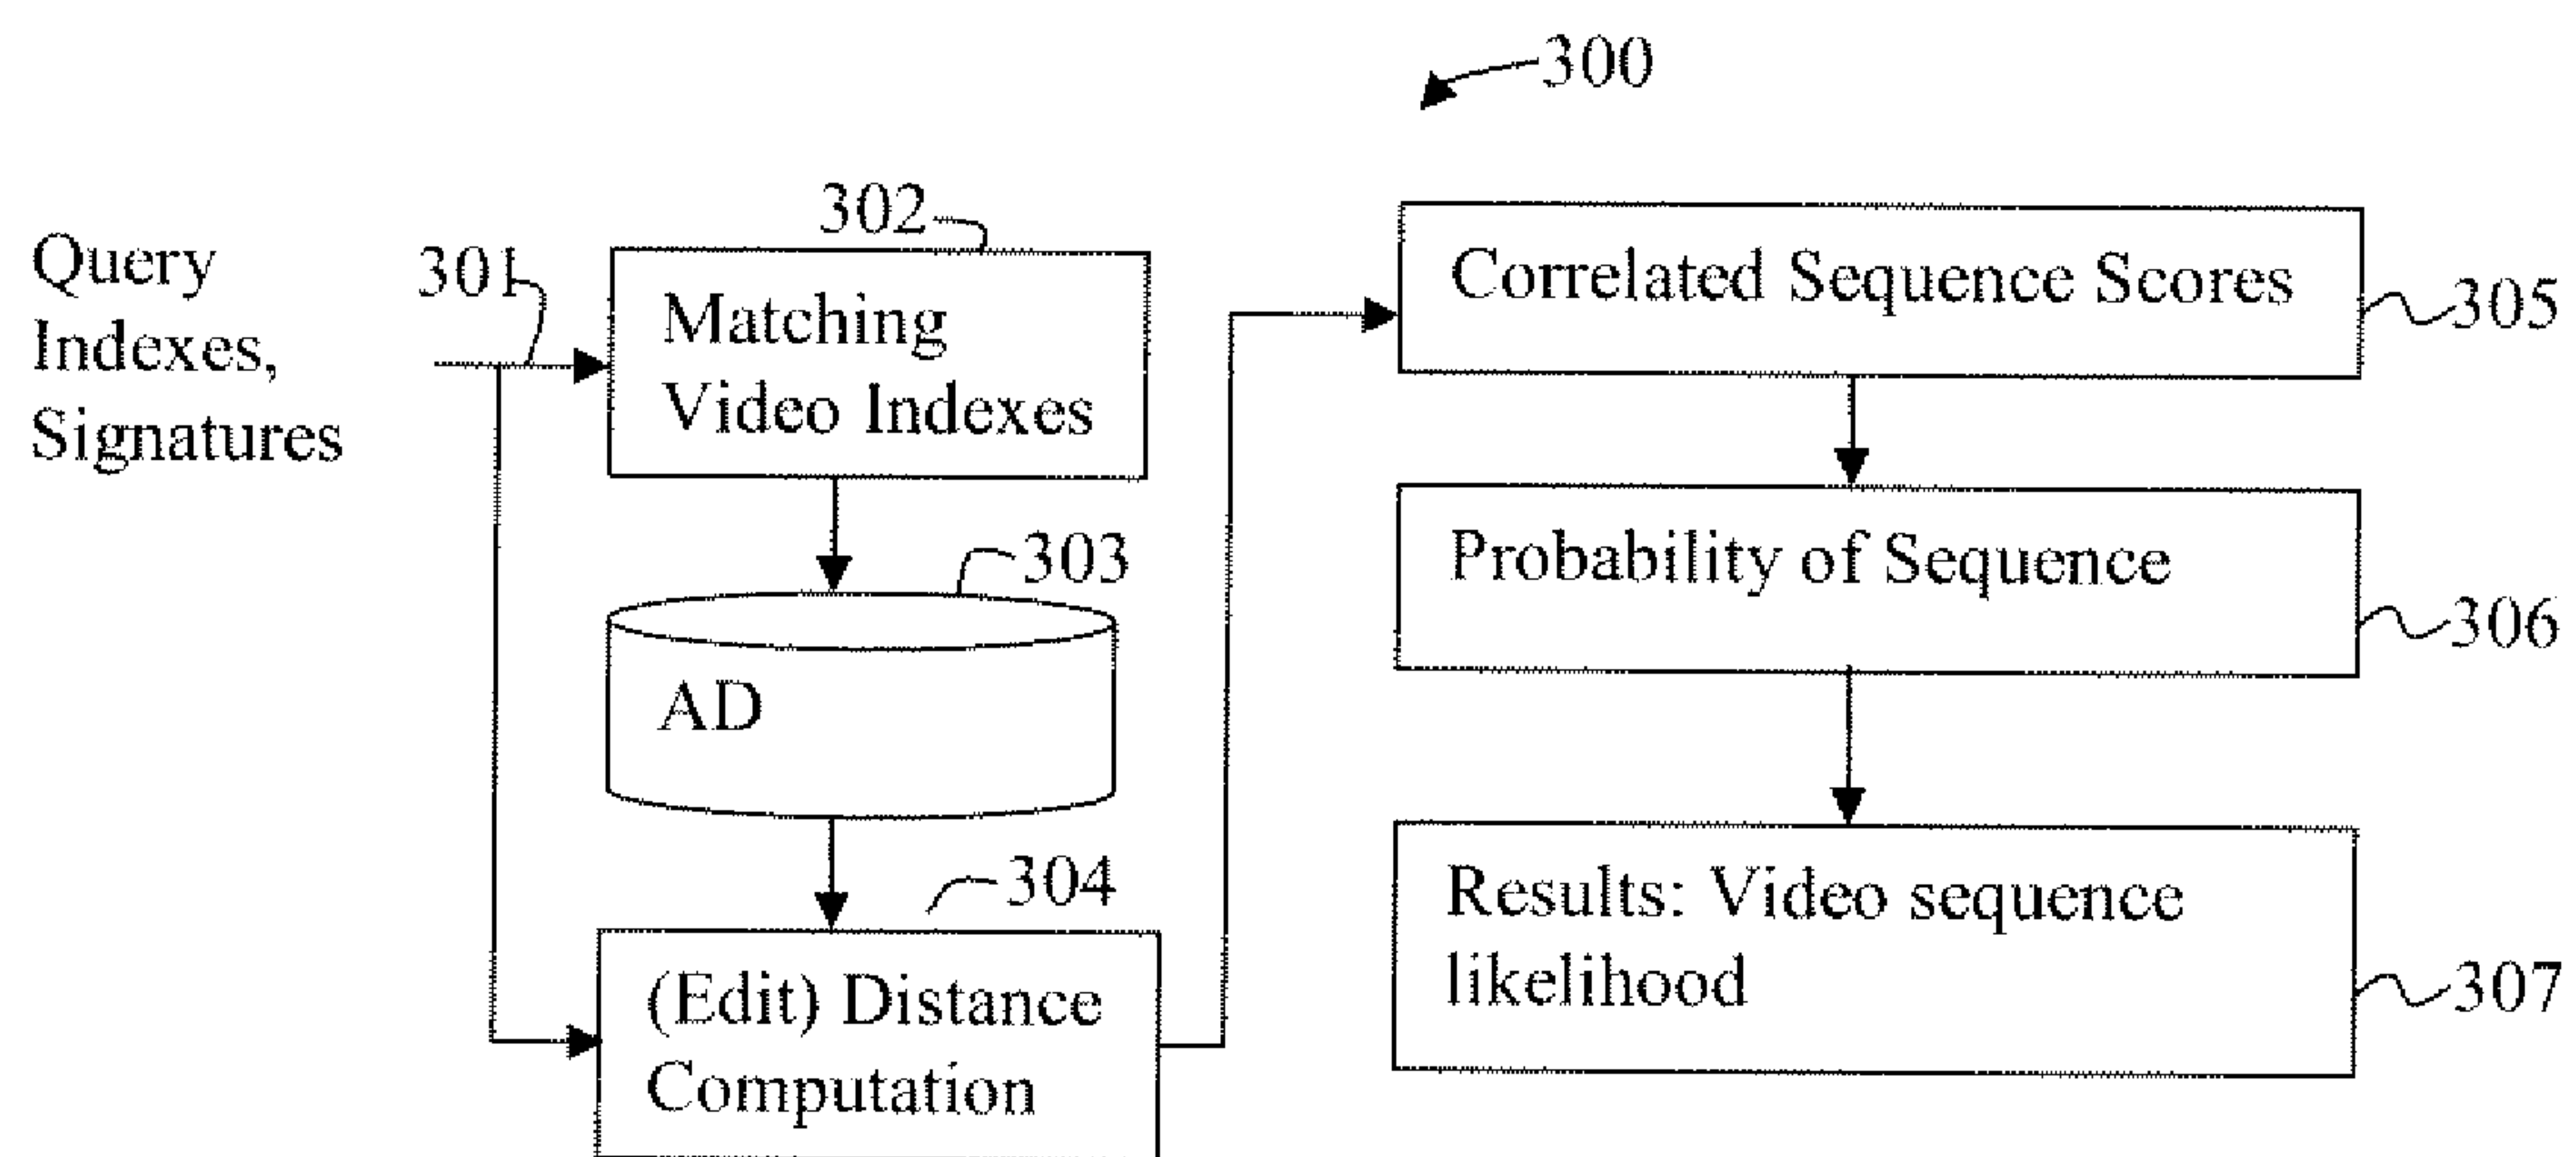 300
Query
Indexes,
Signatures
301
302
Matching
Video Indexes
303
AD
304
(Edit) Distance
Computation
Correlated Sequence Scores
305
Probability of Sequence
306
Results: Video sequence
likelihood
307